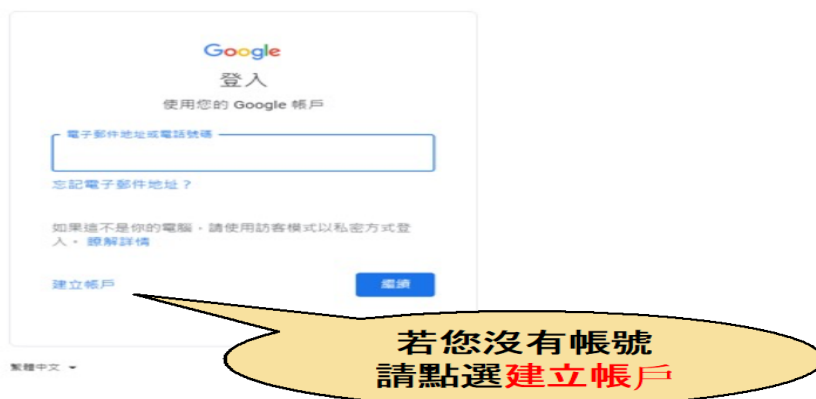 Google
登入
使用您的 Google 帳戶
電子郵件地址或電話號碼
忘記電子郵件地址？
如果這不是你的電腦，請使用訪客模式以私密方式登
入。瞭解詳情
建立帳戶
繼續
若您沒有帳號
請點選建立帳戶
繁體中文